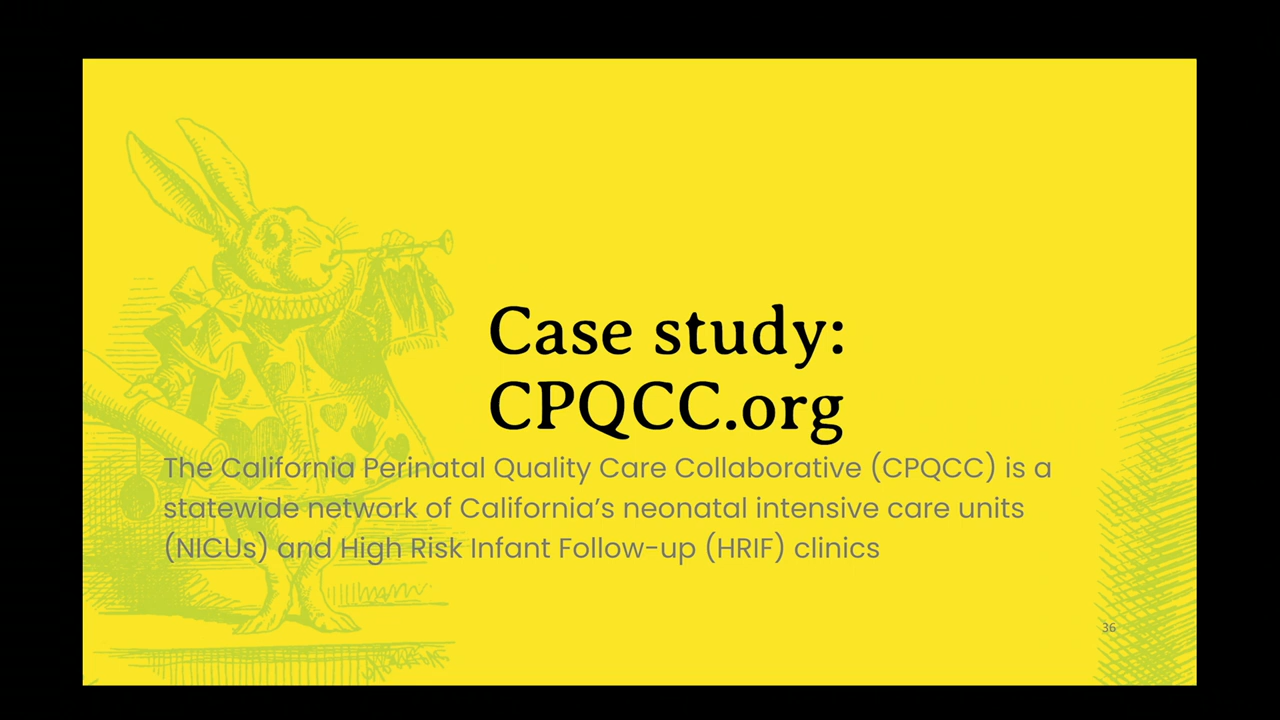 Case study:
CPQCC.org
The California Perinatal Quality Care Collaborative (CPQCC) is a
statewide network of California’s neonatal intensive care units
(NICUs) and High Risk Infant Follow-up (HRIF) clinics
36